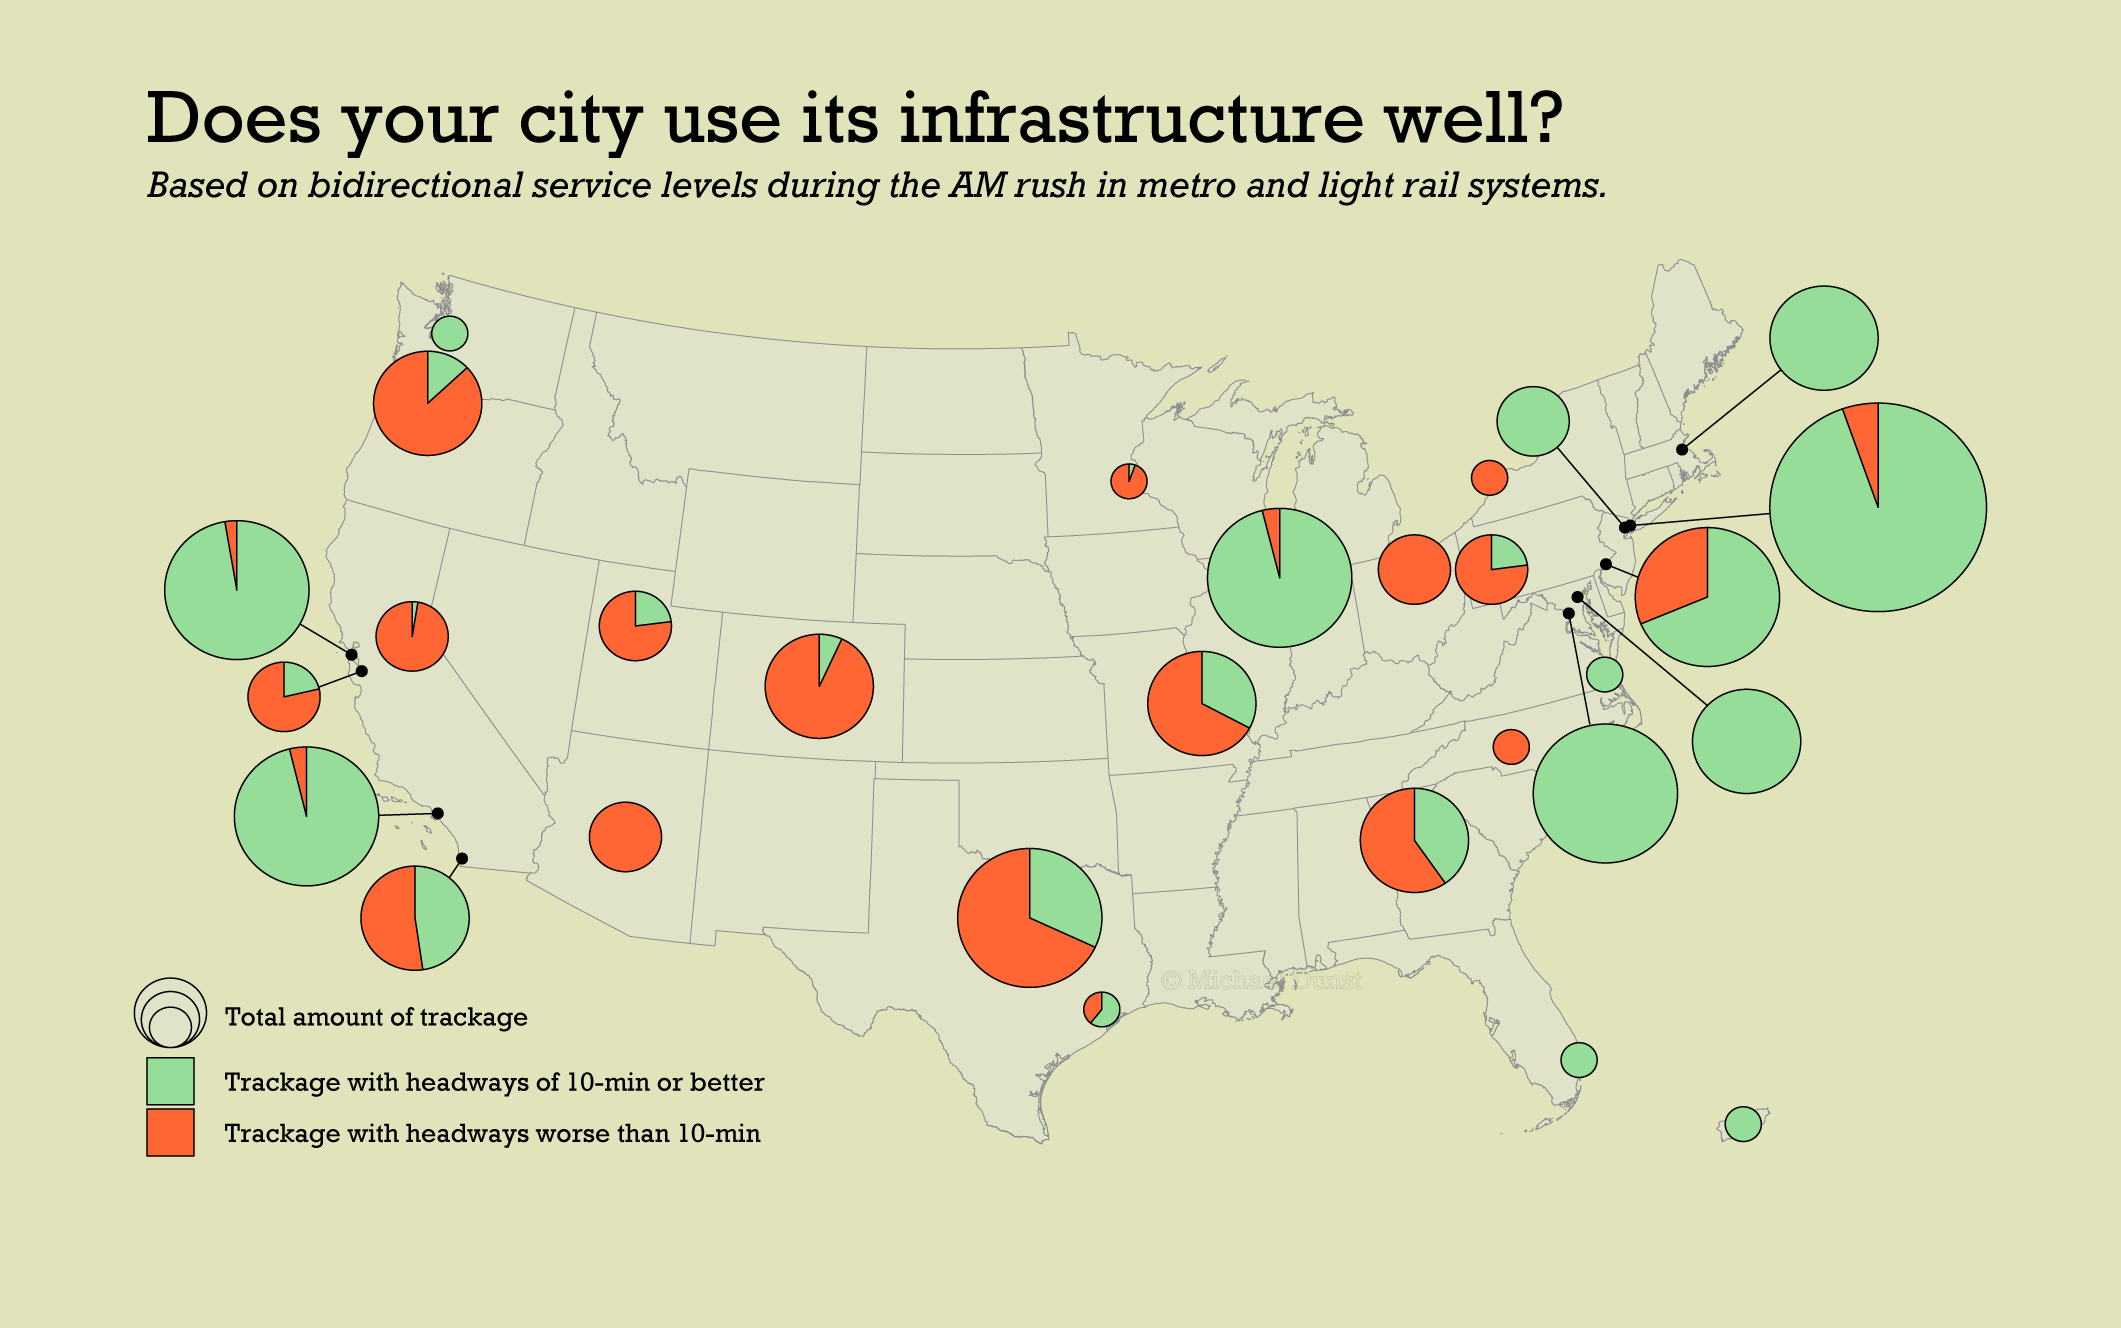 Does your city use its infrastructure well?
Based on bidirectional service levels during the AM rush in metro and light rail systems.
© Michael Dunst
Total amount of trackage
Trackage with headways of 10-min or better
Trackage with headways worse than 10-min